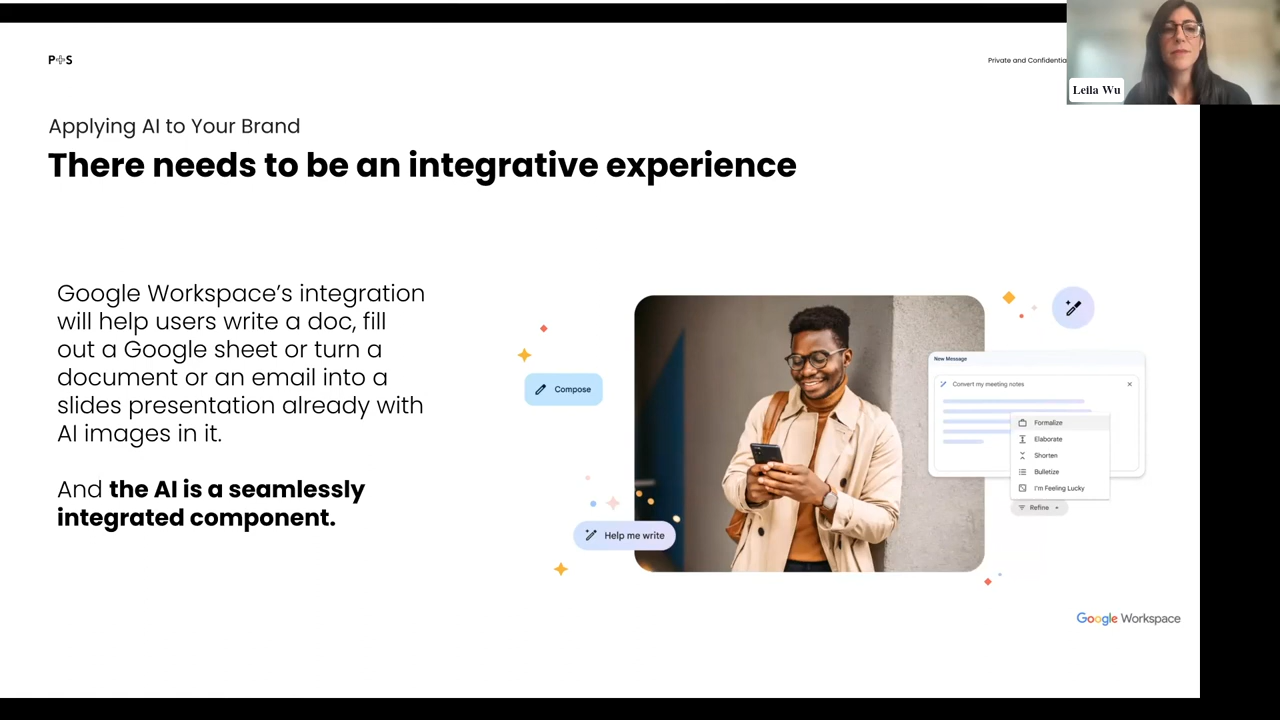 P+S
Private and Confidentia
Leila Wu
Applying AI to Your Brand
There needs to be an integrative experience
Google Workspace's integration
will help users write a doc, fill
out a Google sheet or turn a
document or an email into a
slides presentation already with
AI images in it.
And the AI is a seamlessly
integrated component.
Compose
Help me write
New Message
Convert my meeting notes
Formalize
Elaborate
Shorten
Bulletize
I'm Feeling Lucky
Refine
Google Workspace